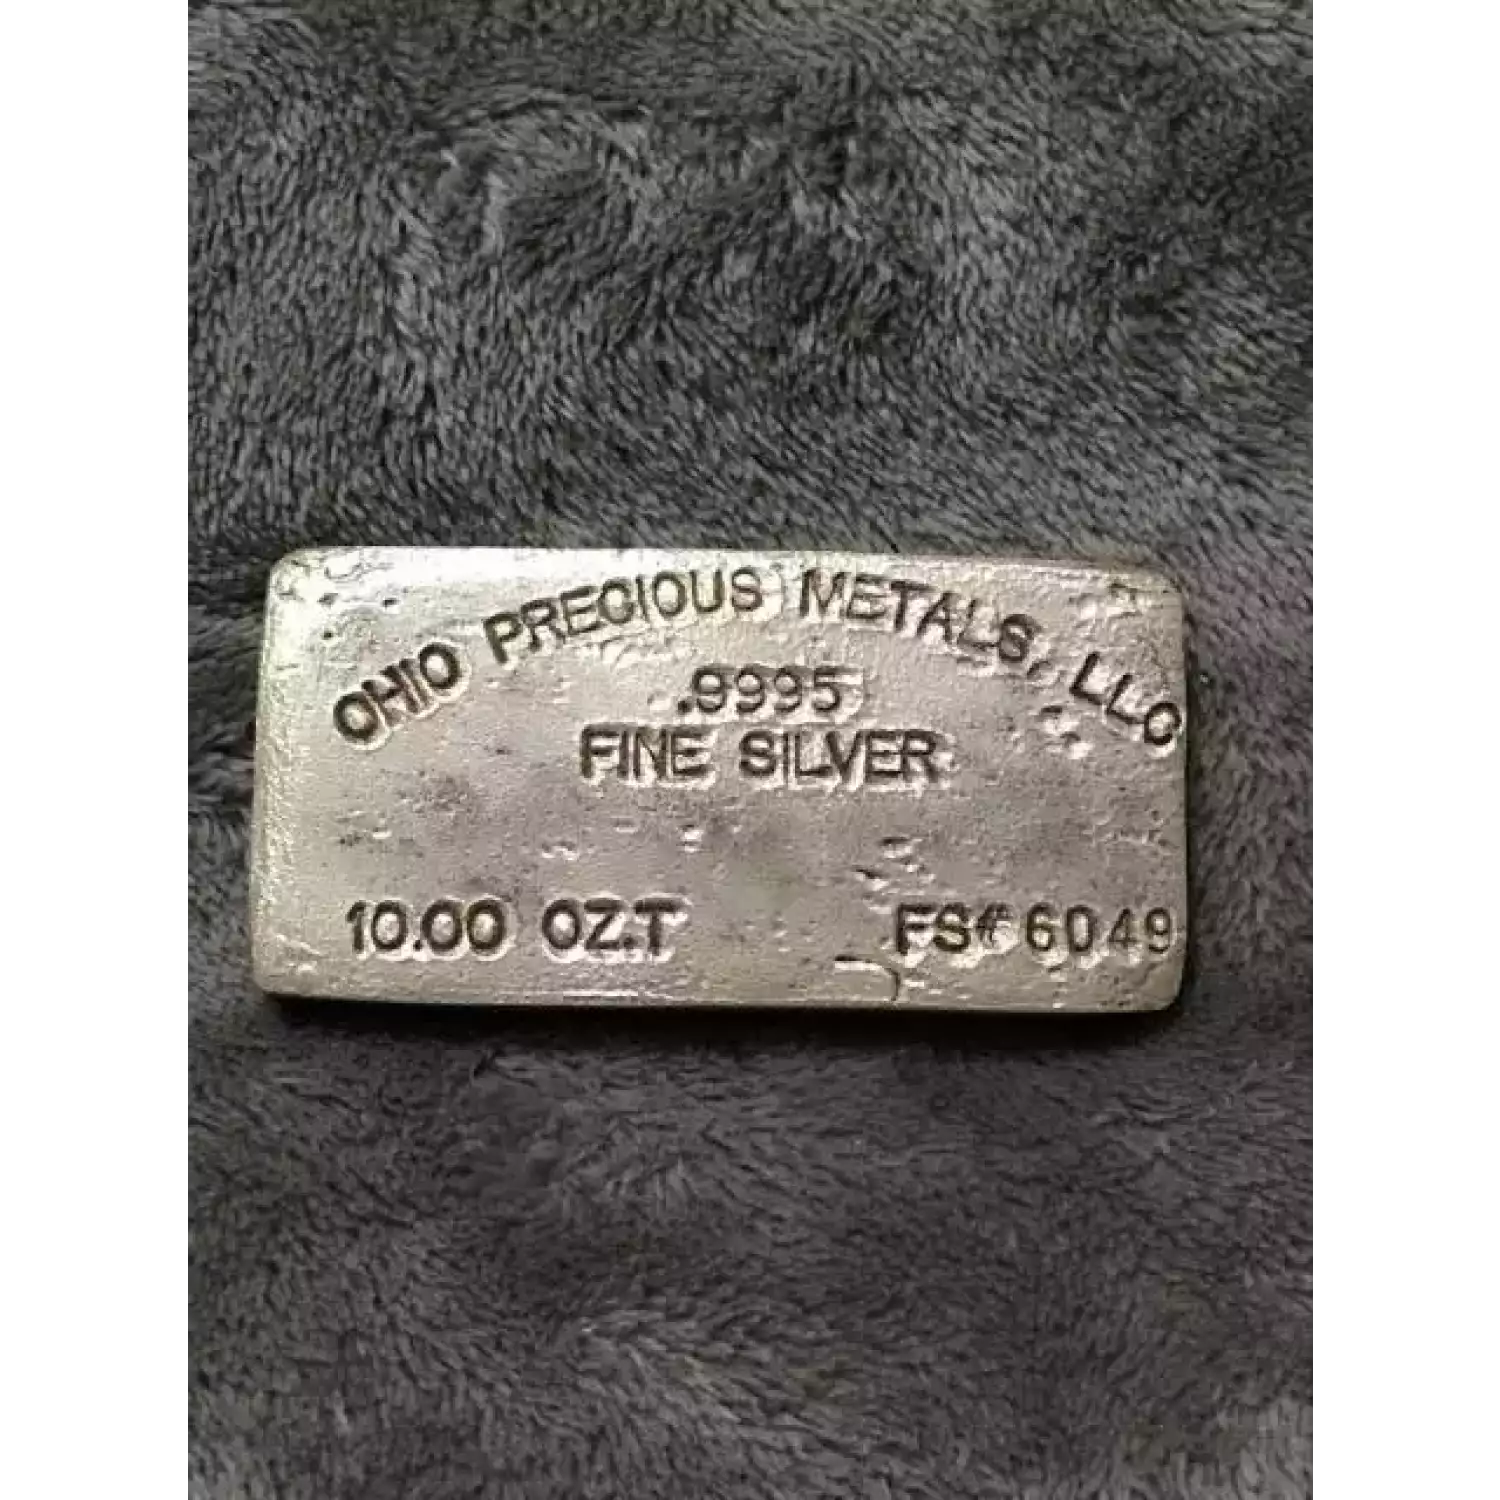 OHIO PRECIOUS METALS, LLC
.9995
FINE SILVER
10.00 OZ.T
FS# 6049